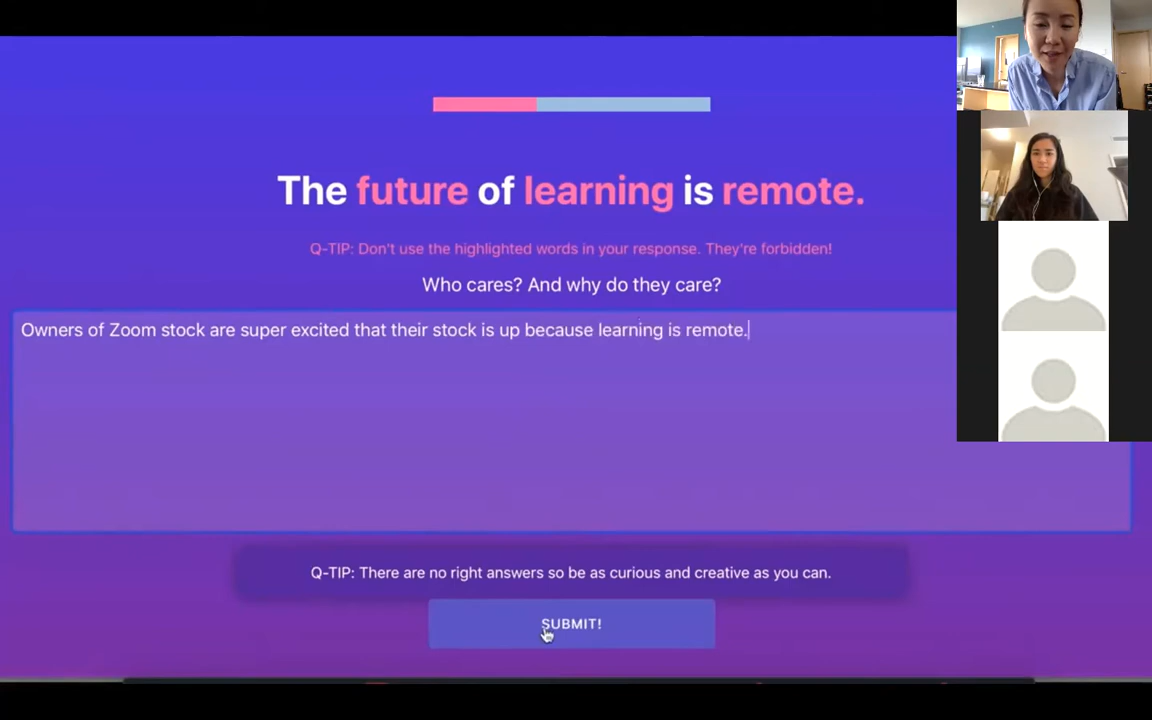 The future of learning is remote.
Q-TIP: Don't use the highlighted words in your response. They're forbidden!
Who cares? And why do they care?
Owners of Zoom stock are super excited that their stock is up because learning is remote.
Q-TIP: There are no right answers so be as curious and creative as you can.
SUBMIT!